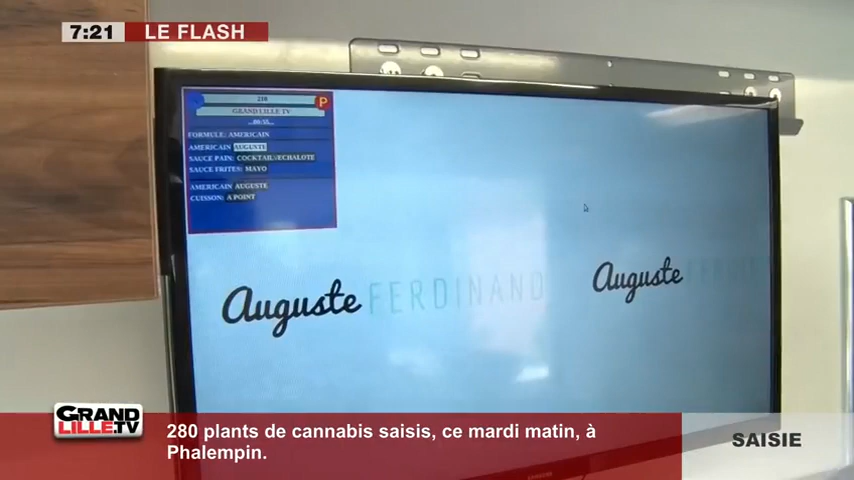 7:21 LE FLASH
P
GRAND LILLE TV
FORMULE: AMERICAIN
AMERICAIN AUGUSTE
SAUCE PAIN: COCKTAIL//ECHALOTE
SAUCE FRITES: MAYO
AMERICAIN AUGUSTE
CUISSON: A POINT
Auguste FERDINAND
Auguste
GRAND
LILLE.TV
280 plants de cannabis saisis, ce mardi matin, à
Phalempin.
SAISIE